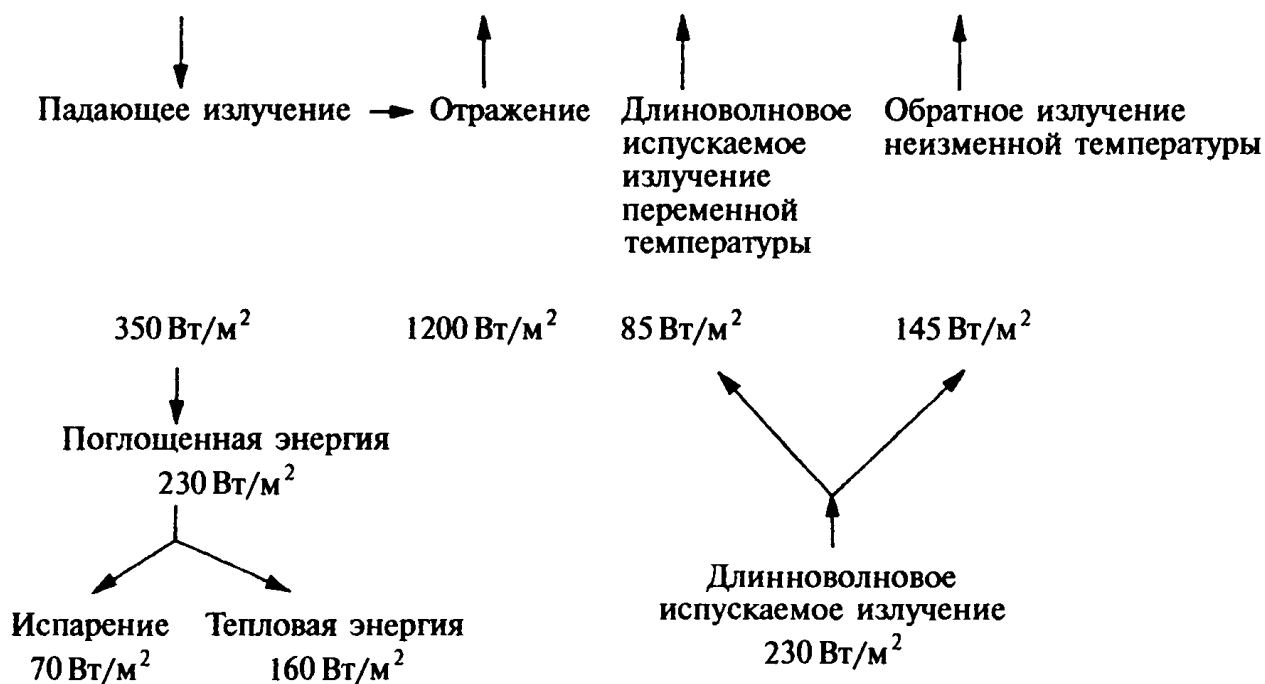 Падающее излучение
Отражение
Длиноволновое
испускаемое
излучение
переменной
температуры
Обратное излучение
неизменной температуры
350 Вт/м²
1200 Вт/м²
85 Вт/м²
145 Вт/м²
Поглощенная энергия
230 Вт/м²
Испарение
70 Вт/м²
Тепловая энергия
160 Вт/м²
Длинноволновое
испускаемое излучение
230 Вт/м²